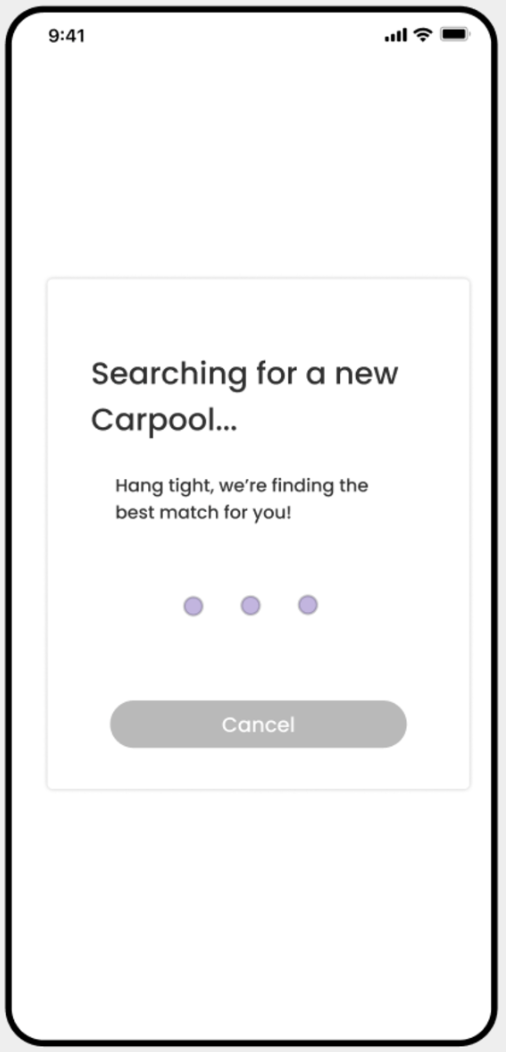 9:41
Searching for a new
Carpool...
Hang tight, we’re finding the
best match for you!
Cancel